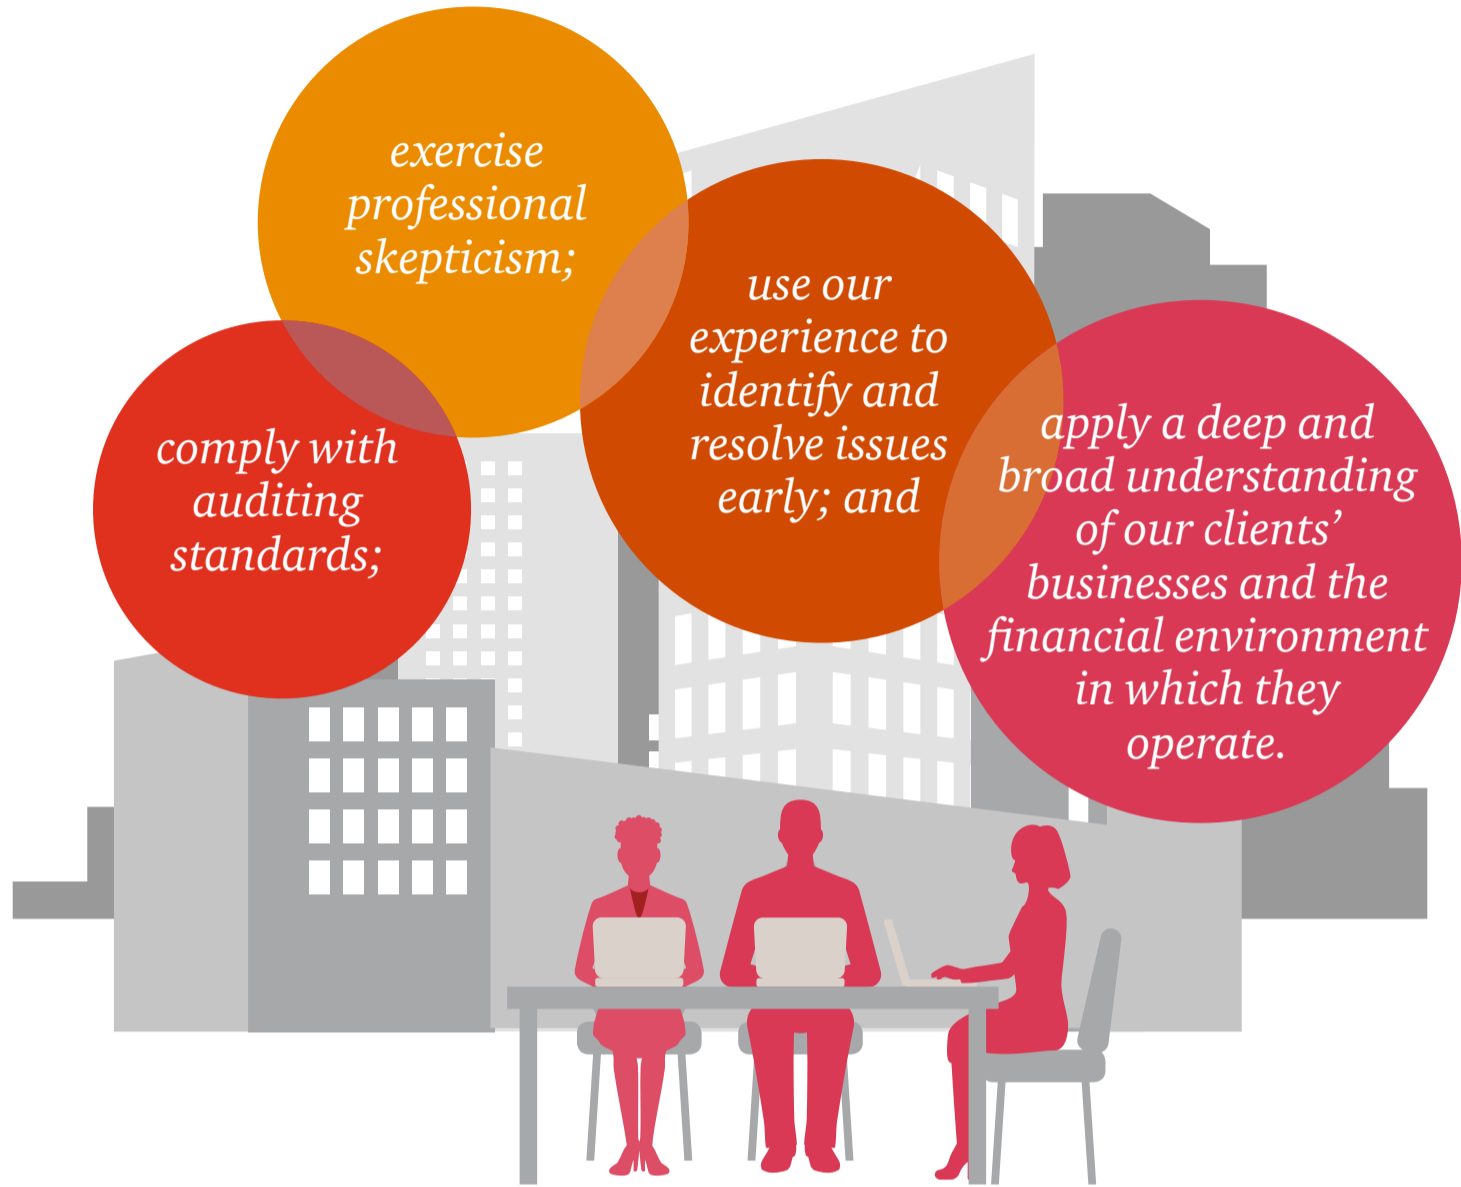 comply with
auditing
standards;
exercise
professional
skepticism;
use our
experience to
identify and
resolve issues
early; and
apply a deep and
broad understanding
of our clients’
businesses and the
financial environment
in which they
operate.